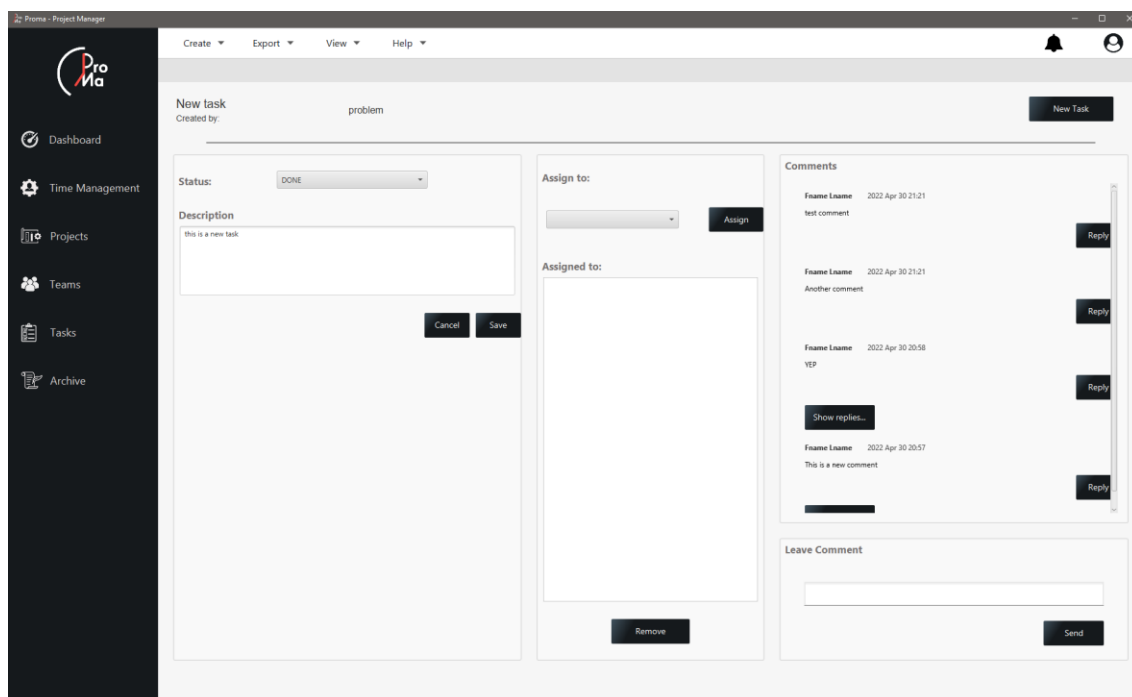 Proma - Project Manager
Pro
Ma
Create Export View Help
New task
Created by:
problem
New Task
Dashboard
Time Management
Projects
Teams
Tasks
Archive
Status:
DONE
Description
this is a new task
Cancel Save
Assign to:
Assign
Assigned to:
Remove
Comments
Fname Lname 2022 Apr 30 21:21
test comment
Reply
Fname Lname 2022 Apr 30 21:21
Another comment
Reply
Fname Lname 2022 Apr 30 20:58
YEP
Reply
Show replies...
Fname Lname 2022 Apr 30 20:57
This is a new comment
Reply
Leave Comment
Send